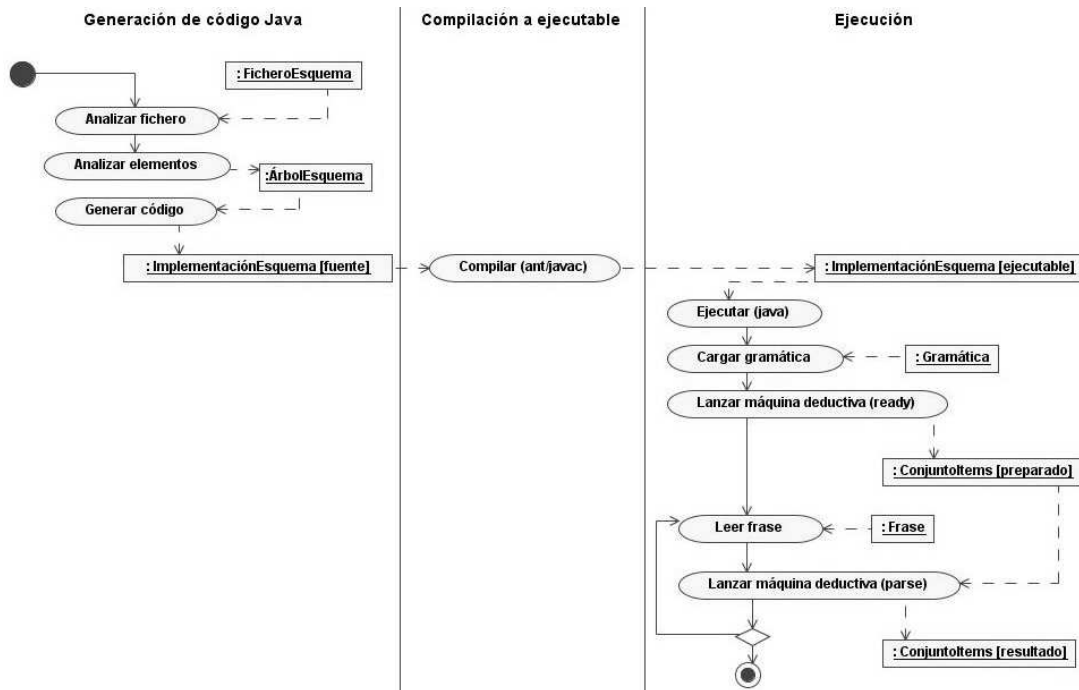 Generación de código Java
Compilación a ejecutable
Ejecución
: FicheroEsquema
Analizar fichero
Analizar elementos
:ÁrbolEsquema
Generar código
: ImplementaciónEsquema [fuente]
Compilar (ant/javac)
: ImplementaciónEsquema [ejecutable]
Ejecutar (java)
Cargar gramática
: Gramática
Lanzar máquina deductiva (ready)
: ConjuntoItems [preparado]
Leer frase
: Frase
Lanzar máquina deductiva (parse)
: ConjuntoItems [resultado]